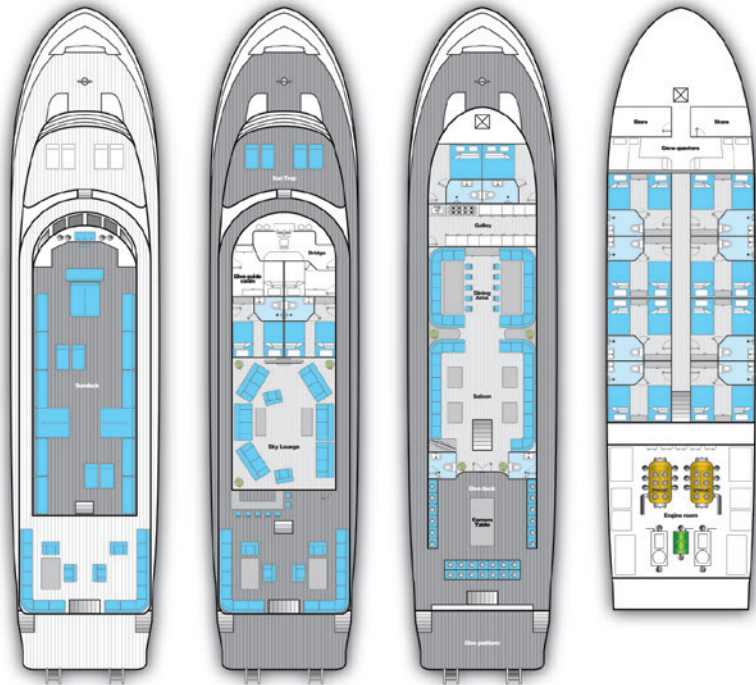 Sundeck
Sun Trap
Bridge
Dive guide
cabin
Sky Lounge
Galley
Dining
Area
Saloon
Dive deck
Camera
Table
Dive platform
Store
Store
Crew quarters
Engine room